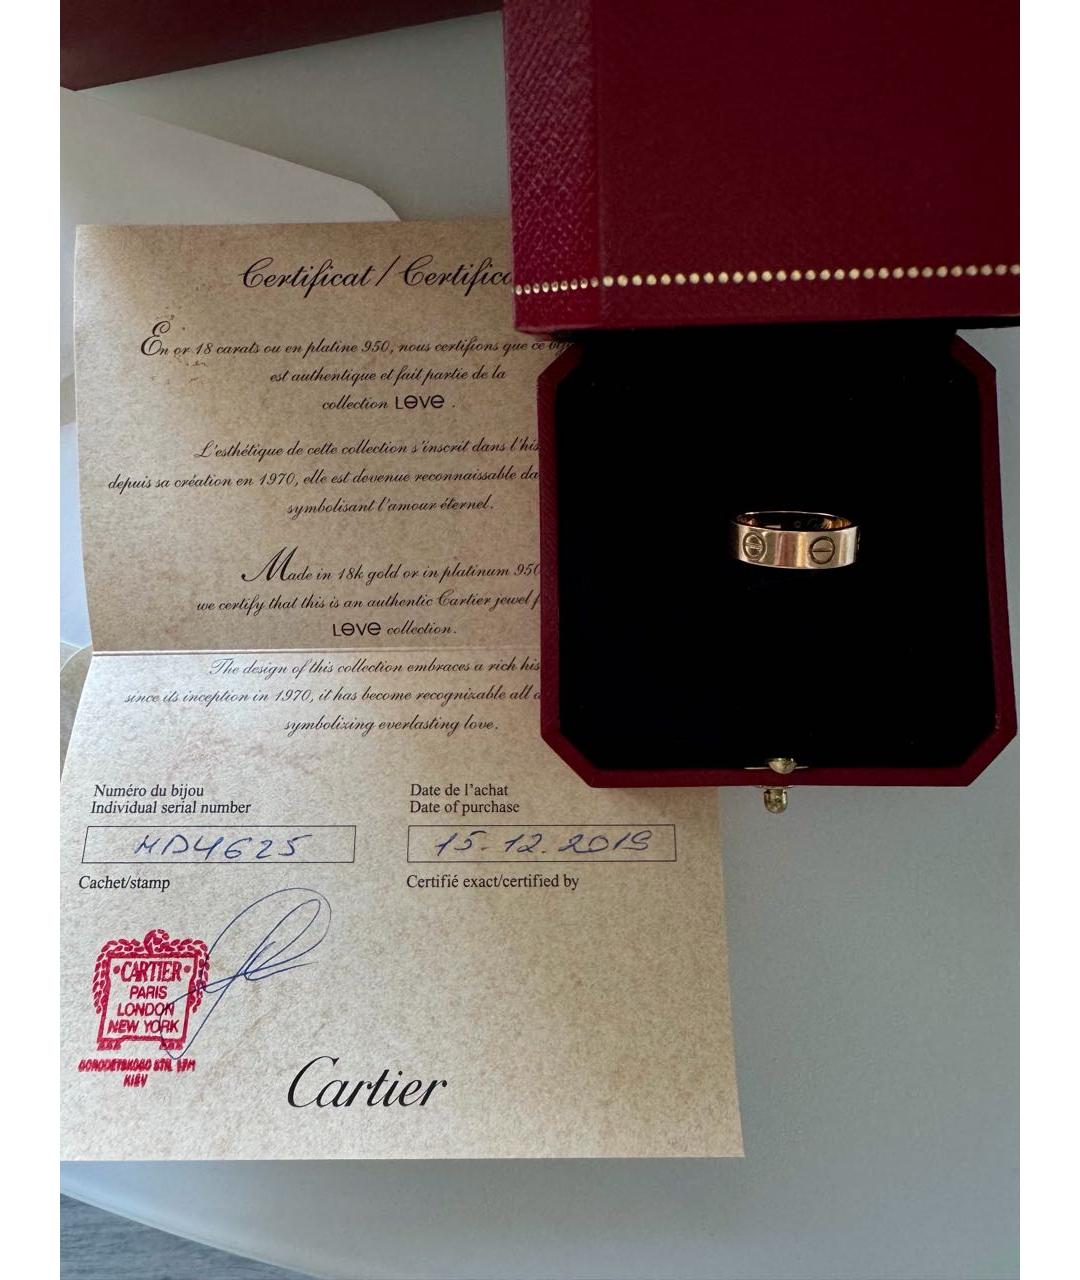 Certificat / Certifica
En or 18 carats ou en platine 950, nous certifions que ce
est authentique et fait partie de la
collection LOVE .
L'esthétique de cette collection s'inscrit dans l'his
depuis sa création en 1970, elle est devenue reconnaissable da
symbolisant l'amour éternel.
Made in 18k gold or in platinum 950
we certify that this is an authentic Cartier jewel f
LOVE collection.
The design of this collection embraces a rich his
since its inception in 1970, it has become recognizable all
symbolizing everlasting love.
Numéro du bijou
Individual serial number
Date de l'achat
Date of purchase
MD4625
15.12.2019
Cachet/stamp
Certifié exact/certified by
CARTIER
PARIS
LONDON
NEW YORK
GORODETSKOGO STR. 17M
KIEV
Cartier